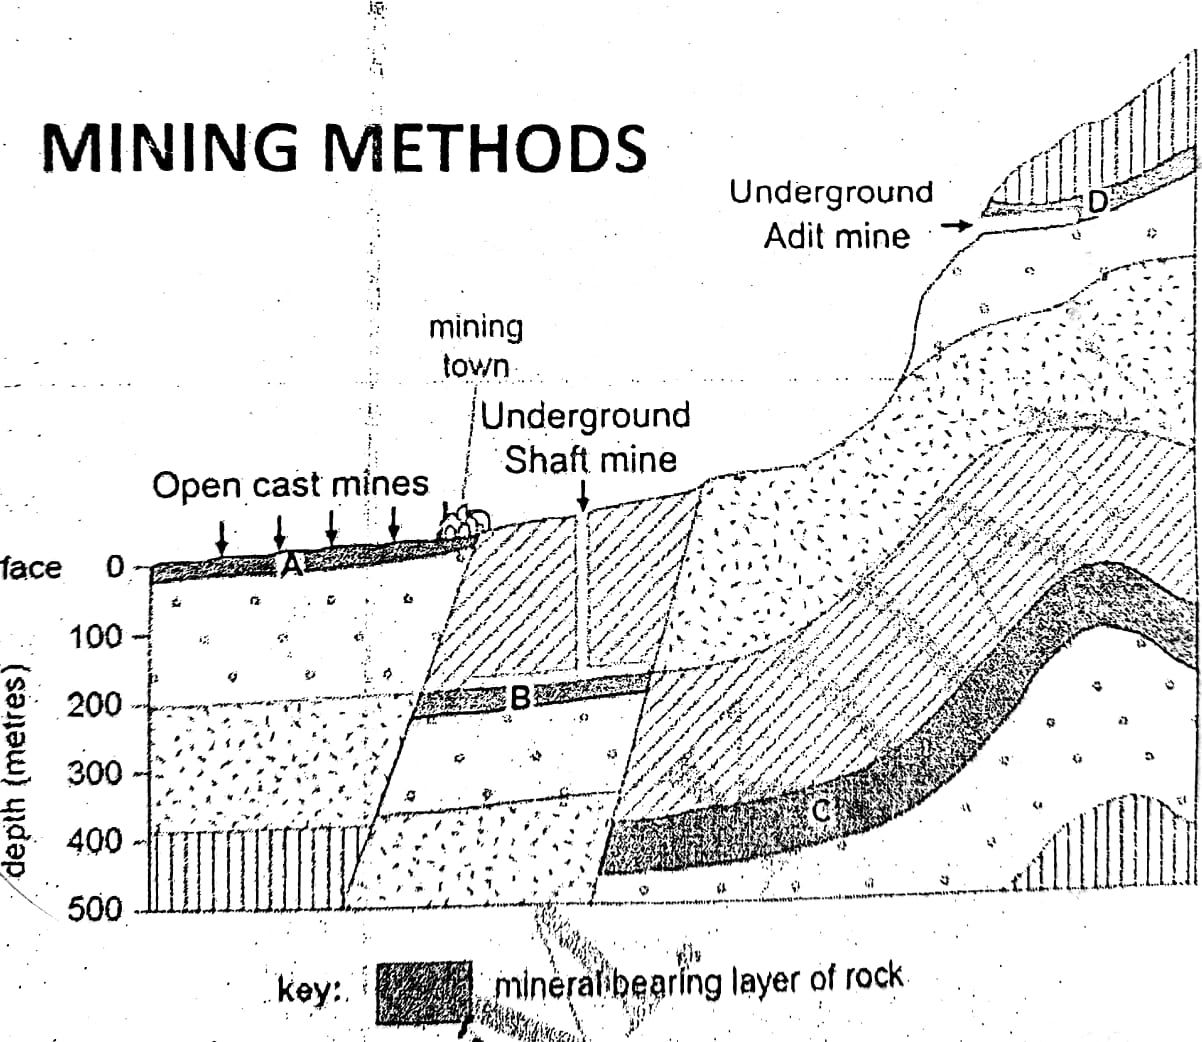 MINING METHODS
Underground
Adit mine
D
mining
town
Underground
Shaft mine
Open cast mines
A
face 0
100
200
B
300
400
C
500
depth (metres)
key:
mineral bearing layer of rock